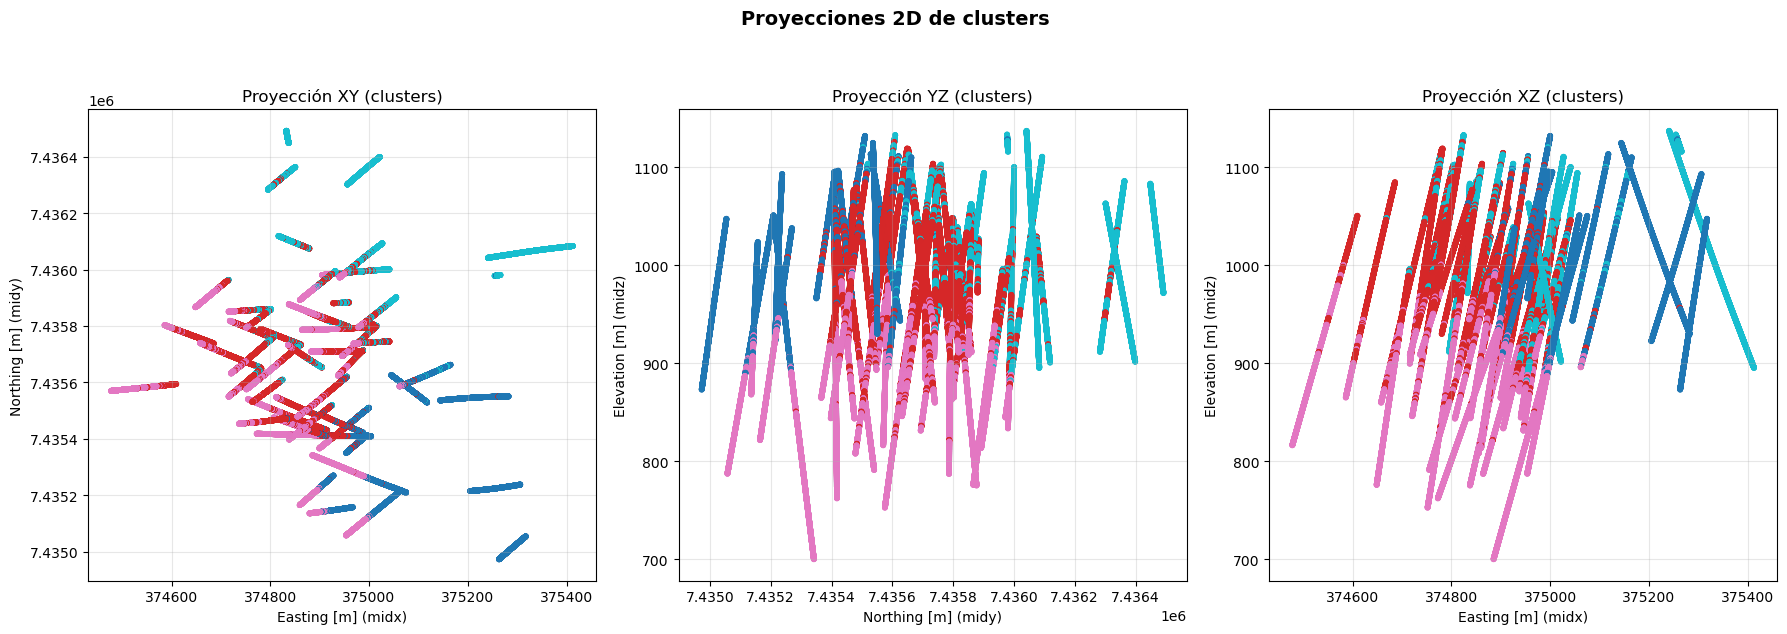 Proyecciones 2D de clusters
Proyección XY (clusters)
1e6
7.4364
7.4362
7.4360
7.4358
7.4356
7.4354
7.4352
7.4350
Northing [m] (midy)
374600 374800 375000 375200 375400
Easting [m] (midx)
Proyección YZ (clusters)
1100
1000
900
800
700
Elevation [m] (midz)
7.4350 7.4352 7.4354 7.4356 7.4358 7.4360 7.4362 7.4364
Northing [m] (midy)
1e6
Proyección XZ (clusters)
1100
1000
900
800
700
Elevation [m] (midz)
374600 374800 375000 375200 375400
Easting [m] (midx)